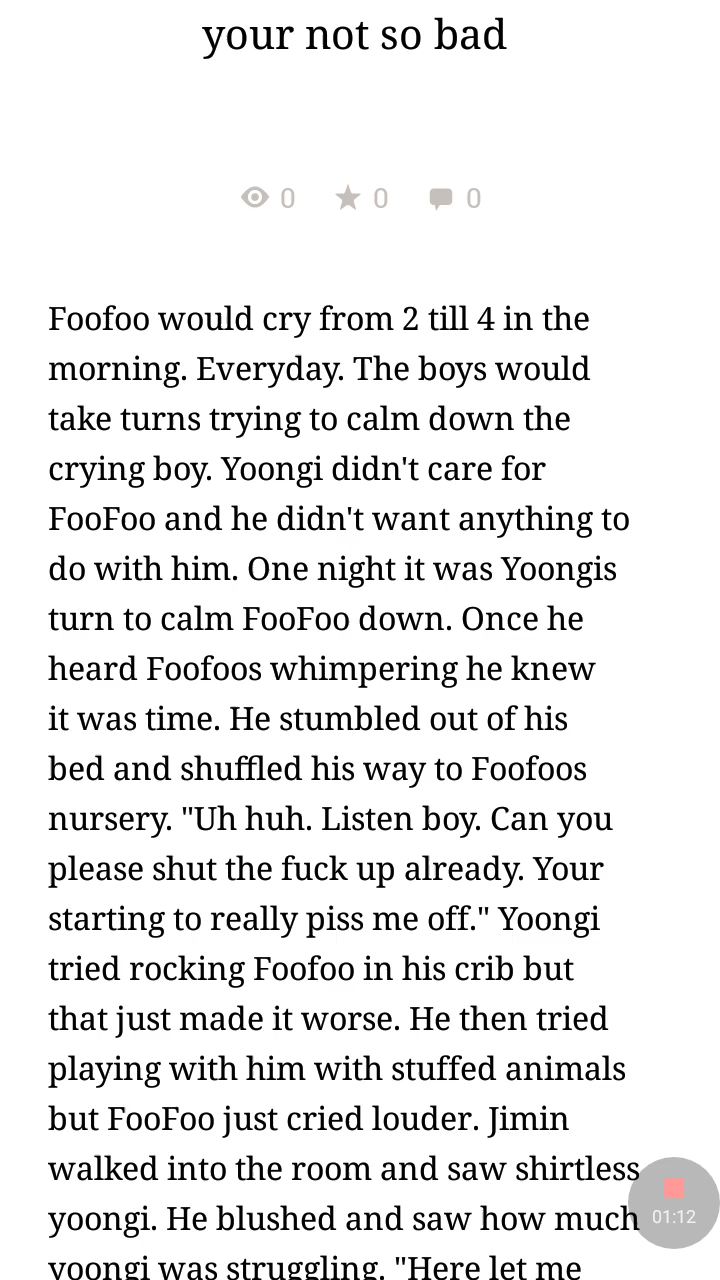 your not so bad
0 0 0
Foofoo would cry from 2 till 4 in the
morning. Everyday. The boys would
take turns trying to calm down the
crying boy. Yoongi didn't care for
FooFoo and he didn't want anything to
do with him. One night it was Yoongis
turn to calm FooFoo down. Once he
heard Foofoos whimpering he knew
it was time. He stumbled out of his
bed and shuffled his way to Foofoos
nursery. "Uh huh. Listen boy. Can you
please shut the fuck up already. Your
starting to really piss me off." Yoongi
tried rocking Foofoo in his crib but
that just made it worse. He then tried
playing with him with stuffed animals
but FooFoo just cried louder. Jimin
walked into the room and saw shirtless
yoongi. He blushed and saw how much
01:12
yoongi was struggling. "Here let me